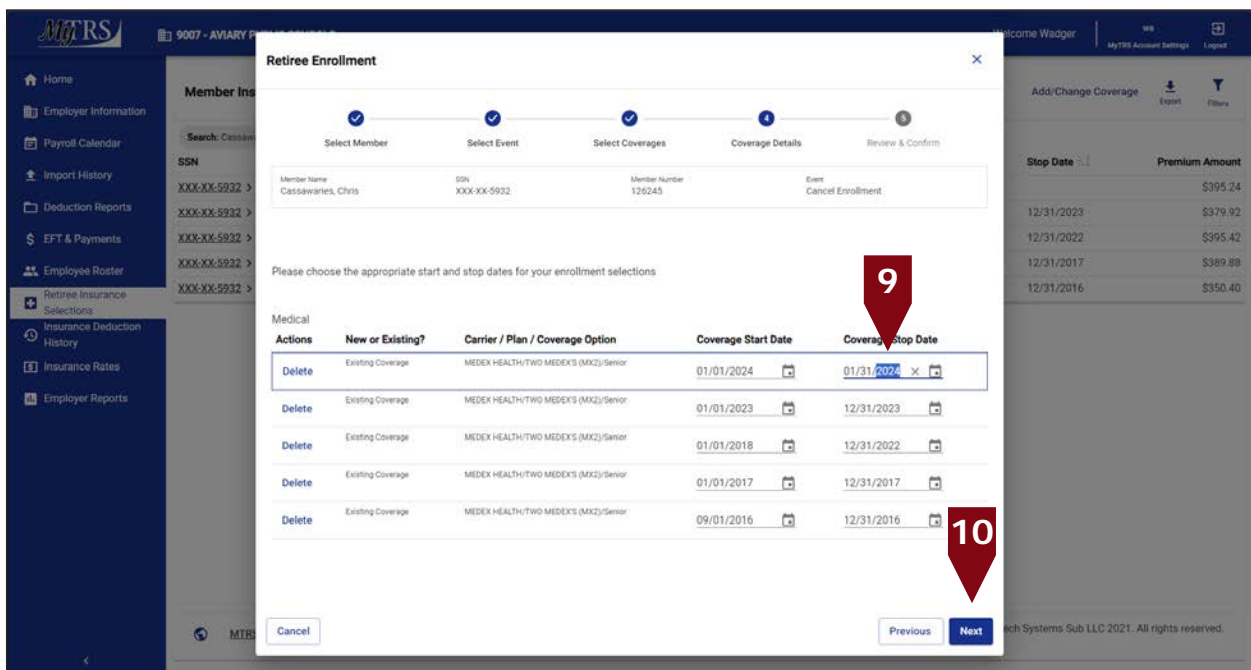 MyTRS
9007 - AVIARY P
Welcome Wadger
WB
MyTRS Account Settings
Logout
Home
Employer Information
Payroll Calendar
Import History
Deduction Reports
EFT & Payments
Employee Roster
Retiree Insurance
Selections
Insurance Deduction
History
Insurance Rates
Employer Reports
Member Ins
Add/Change Coverage
Export
Filters
Search: Cassaw
SSN
Stop Date
Premium Amount
XXX-XX-5932 >
$395.24
XXX-XX-5932 >
12/31/2023
$379.92
XXX-XX-5932 >
12/31/2022
$395.42
XXX-XX-5932 >
12/31/2017
$389.88
XXX-XX-5932 >
12/31/2016
$350.40
Retiree Enrollment
Select Member
Select Event
Select Coverages
4
Coverage Details
5
Review & Confirm
Member Name
Cassawaries, Chris
SSN
XXX-XX-5932
Member Number
126245
Event
Cancel Enrollment
Please choose the appropriate start and stop dates for your enrollment selections
9
Medical
Actions New or Existing? Carrier / Plan / Coverage Option Coverage Start Date Coverage Stop Date
Delete Existing Coverage MEDEX HEALTH/TWO MEDEX'S (MX2)/Senior 01/01/2024 01/31/2024
Delete Existing Coverage MEDEX HEALTH/TWO MEDEX'S (MX2)/Senior 01/01/2023 12/31/2023
Delete Existing Coverage MEDEX HEALTH/TWO MEDEX'S (MX2)/Senior 01/01/2018 12/31/2022
Delete Existing Coverage MEDEX HEALTH/TWO MEDEX'S (MX2)/Senior 01/01/2017 12/31/2017
Delete Existing Coverage MEDEX HEALTH/TWO MEDEX'S (MX2)/Senior 09/01/2016 12/31/2016
10
Cancel
Previous
Next
MTRS
ech Systems Sub LLC 2021. All rights reserved.